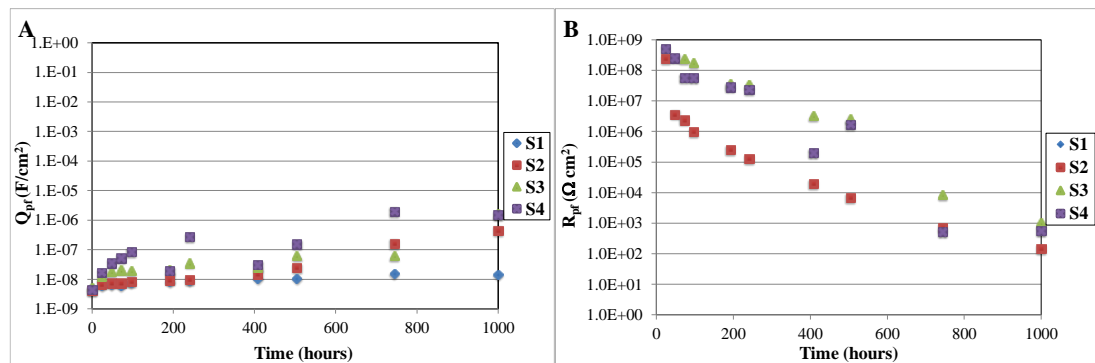 A
1.E+00
1.E-01
1.E-02
1.E-03
1.E-04
1.E-05
1.E-06
1.E-07
1.E-08
1.E-09
Qpf (F/cm²)
0 200 400 600 800 1000
Time (hours)
S1
S2
S3
S4
B
1.0E+09
1.0E+08
1.0E+07
1.0E+06
1.0E+05
1.0E+04
1.0E+03
1.0E+02
1.0E+01
1.0E+00
Rpf (Ω cm²)
0 200 400 600 800 1000
Time (hours)
S1
S2
S3
S4